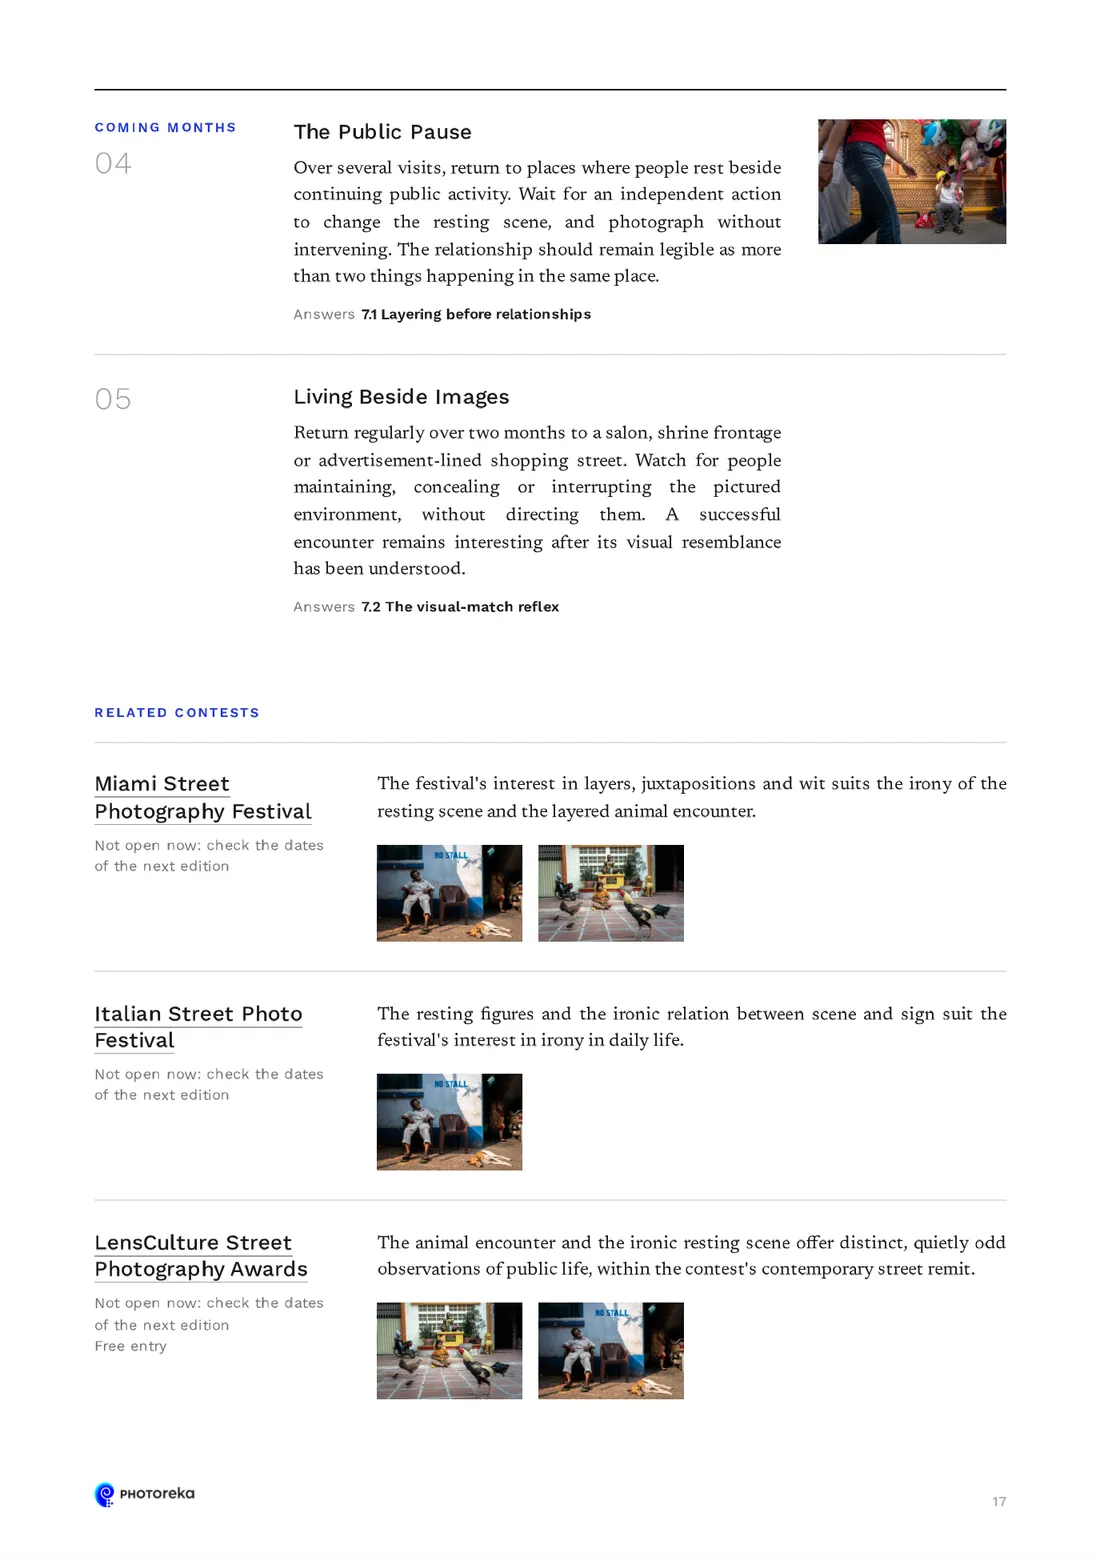 COMING MONTHS
04
The Public Pause
Over several visits, return to places where people rest beside
continuing public activity. Wait for an independent action
to change the resting scene, and photograph without
intervening. The relationship should remain legible as more
than two things happening in the same place.
Answers 7.1 Layering before relationships
05
Living Beside Images
Return regularly over two months to a salon, shrine frontage
or advertisement-lined shopping street. Watch for people
maintaining, concealing or interrupting the pictured
environment, without directing them. A successful
encounter remains interesting after its visual resemblance
has been understood.
Answers 7.2 The visual-match reflex
RELATED CONTESTS
Miami Street
Photography Festival
Not open now: check the dates
of the next edition
The festival's interest in layers, juxtapositions and wit suits the irony of the
resting scene and the layered animal encounter.
NO STALL
Italian Street Photo
Festival
Not open now: check the dates
of the next edition
The resting figures and the ironic relation between scene and sign suit the
festival's interest in irony in daily life.
NO STALL
LensCulture Street
Photography Awards
Not open now: check the dates
of the next edition
Free entry
The animal encounter and the ironic resting scene offer distinct, quietly odd
observations of public life, within the contest's contemporary street remit.
NO STALL
PHOTOreka
17